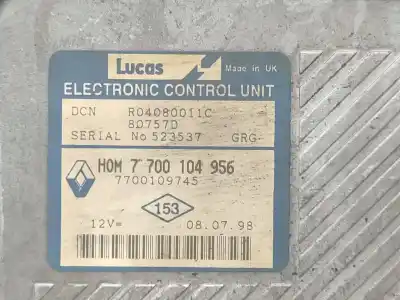 Lucas
Made in UK
ELECTRONIC CONTROL UNIT
DCN R04080011C
80757D
SERIAL No 523537 GRG
HOM 7 700 104 956
7700109745
153
12V= 08.07.98